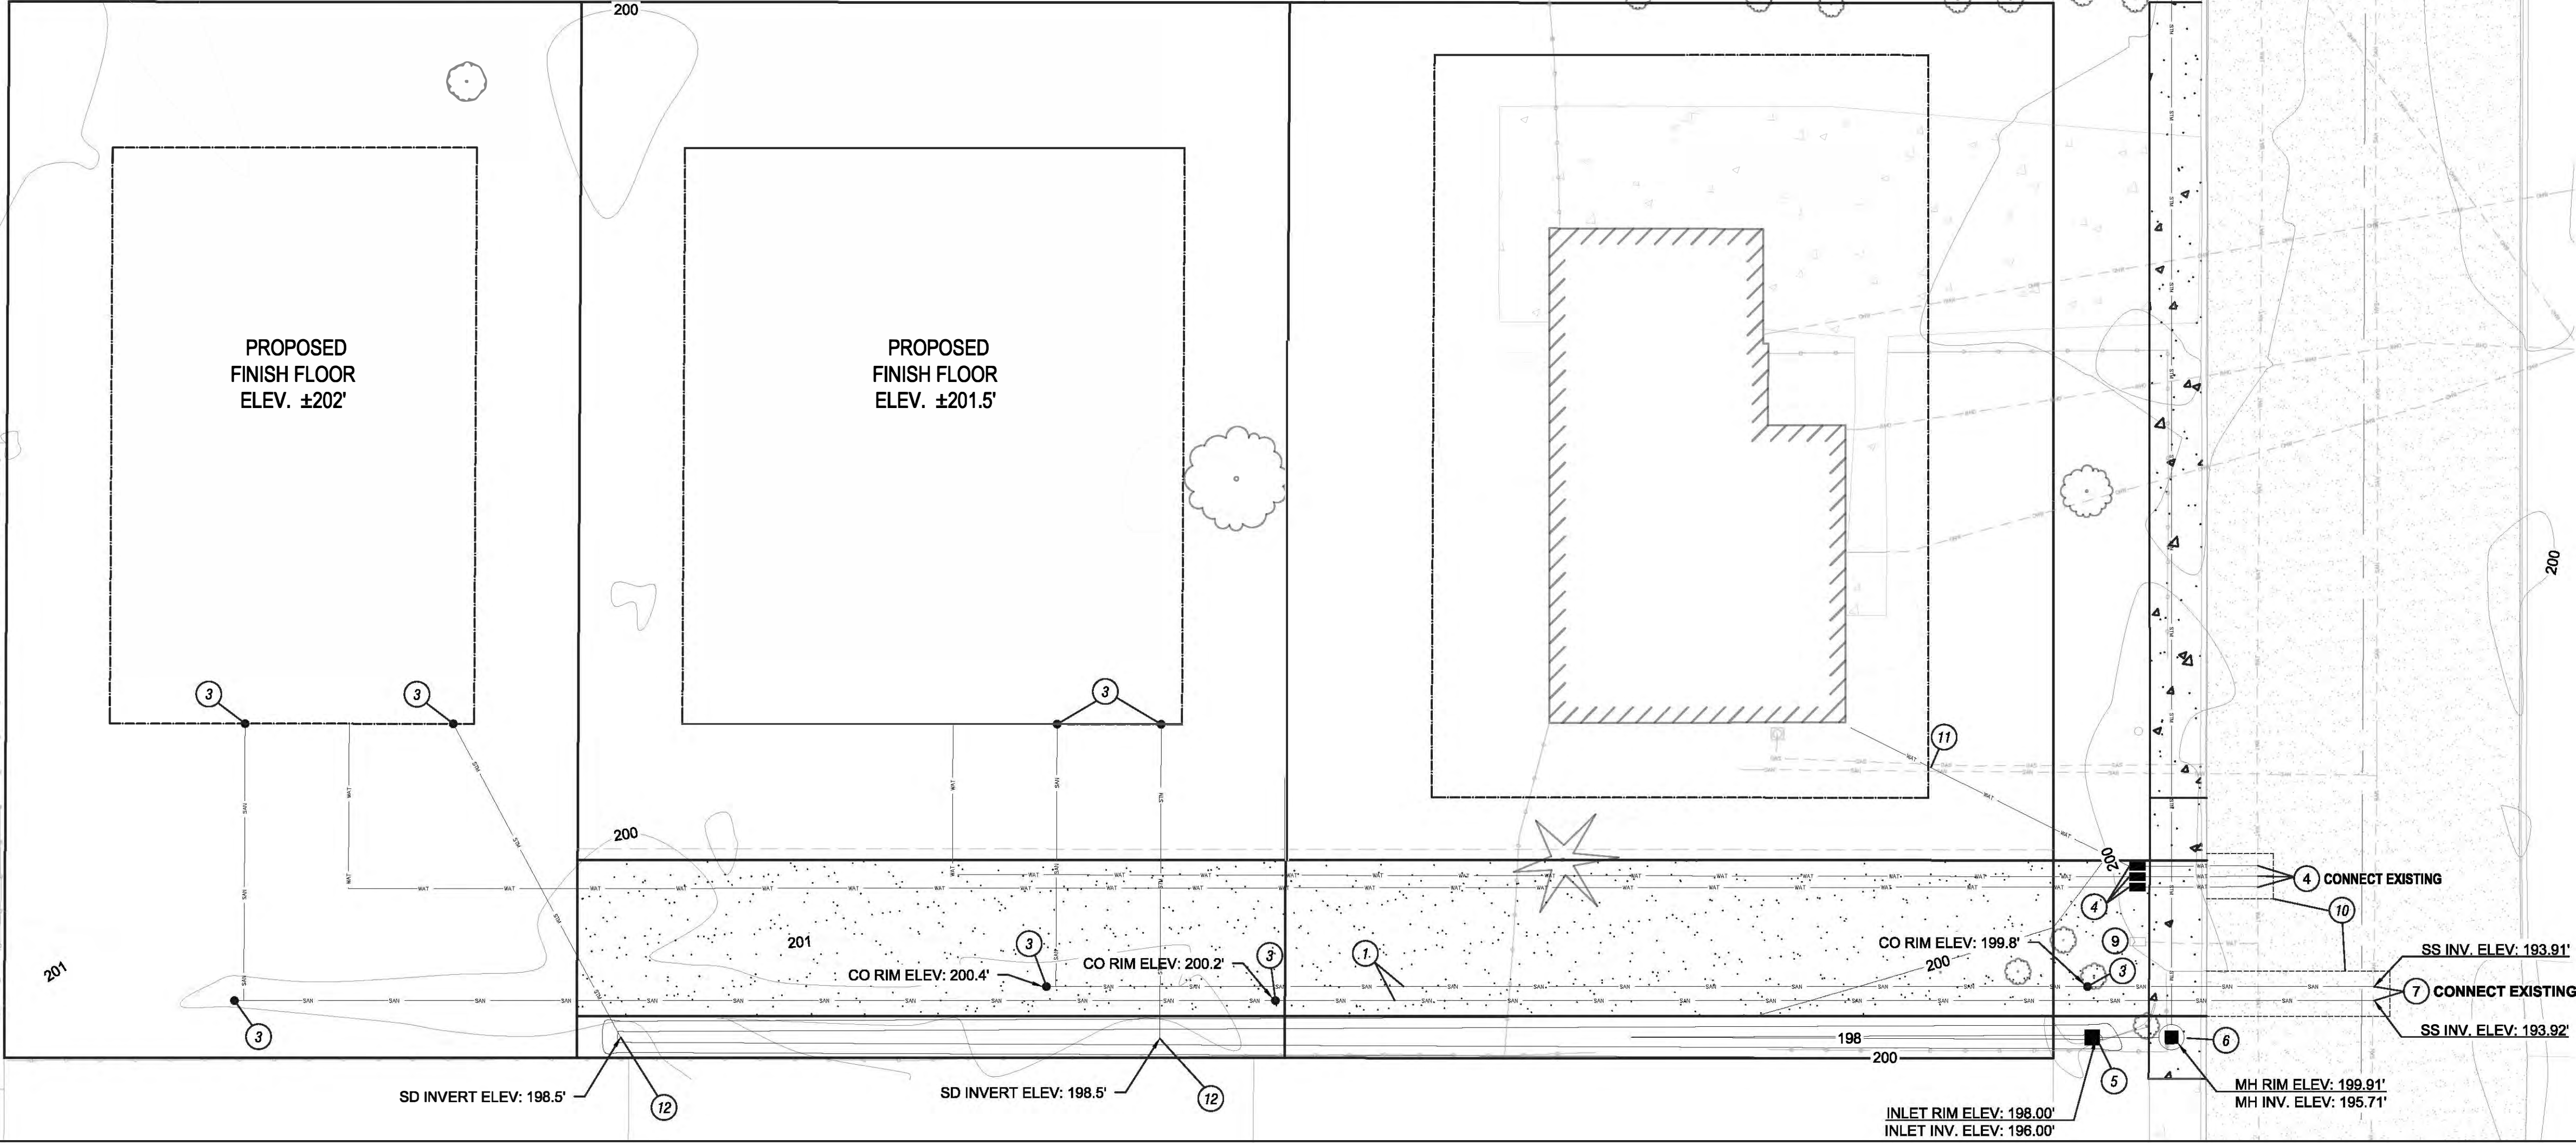 200
PROPOSED
FINISH FLOOR
ELEV. ±202'
PROPOSED
FINISH FLOOR
ELEV. ±201.5'
200
3
3
3
11
200
200
4 CONNECT EXISTING
4
10
201
201
3
CO RIM ELEV: 200.4'
CO RIM ELEV: 200.2'
3
1
CO RIM ELEV: 199.8'
200
9
3
SS INV. ELEV: 193.91'
7 CONNECT EXISTING
SS INV. ELEV: 193.92'
3
198
200
6
5
SD INVERT ELEV: 198.5'
12
SD INVERT ELEV: 198.5'
12
MH RIM ELEV: 199.91'
MH INV. ELEV: 195.71'
INLET RIM ELEV: 198.00'
INLET INV. ELEV: 196.00'
SAN
WAT
STM